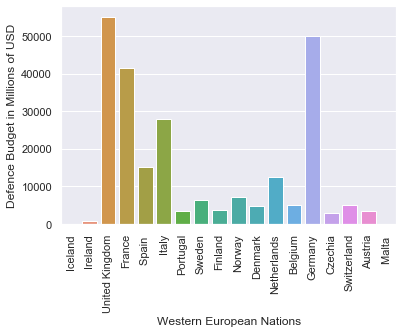 Defence Budget in Millions of USD
50000
40000
30000
20000
10000
0
Iceland
Ireland
United Kingdom
France
Spain
Italy
Portugal
Sweden
Finland
Norway
Denmark
Netherlands
Belgium
Germany
Czechia
Switzerland
Austria
Malta
Western European Nations